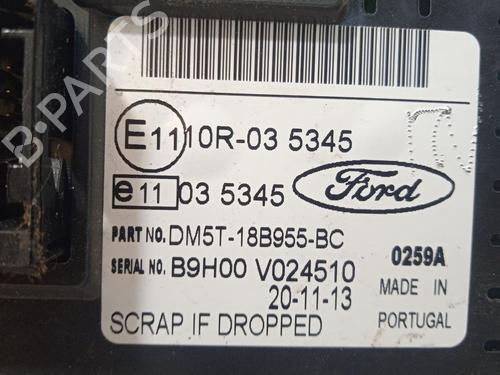 B-PARTS
E11 10R-03 5345
e 11 03 5345
Ford
PART NO. DM5T-18B955-BC
0259A
SERIAL NO. B9H00 V024510
MADE IN
20-11-13
PORTUGAL
SCRAP IF DROPPED